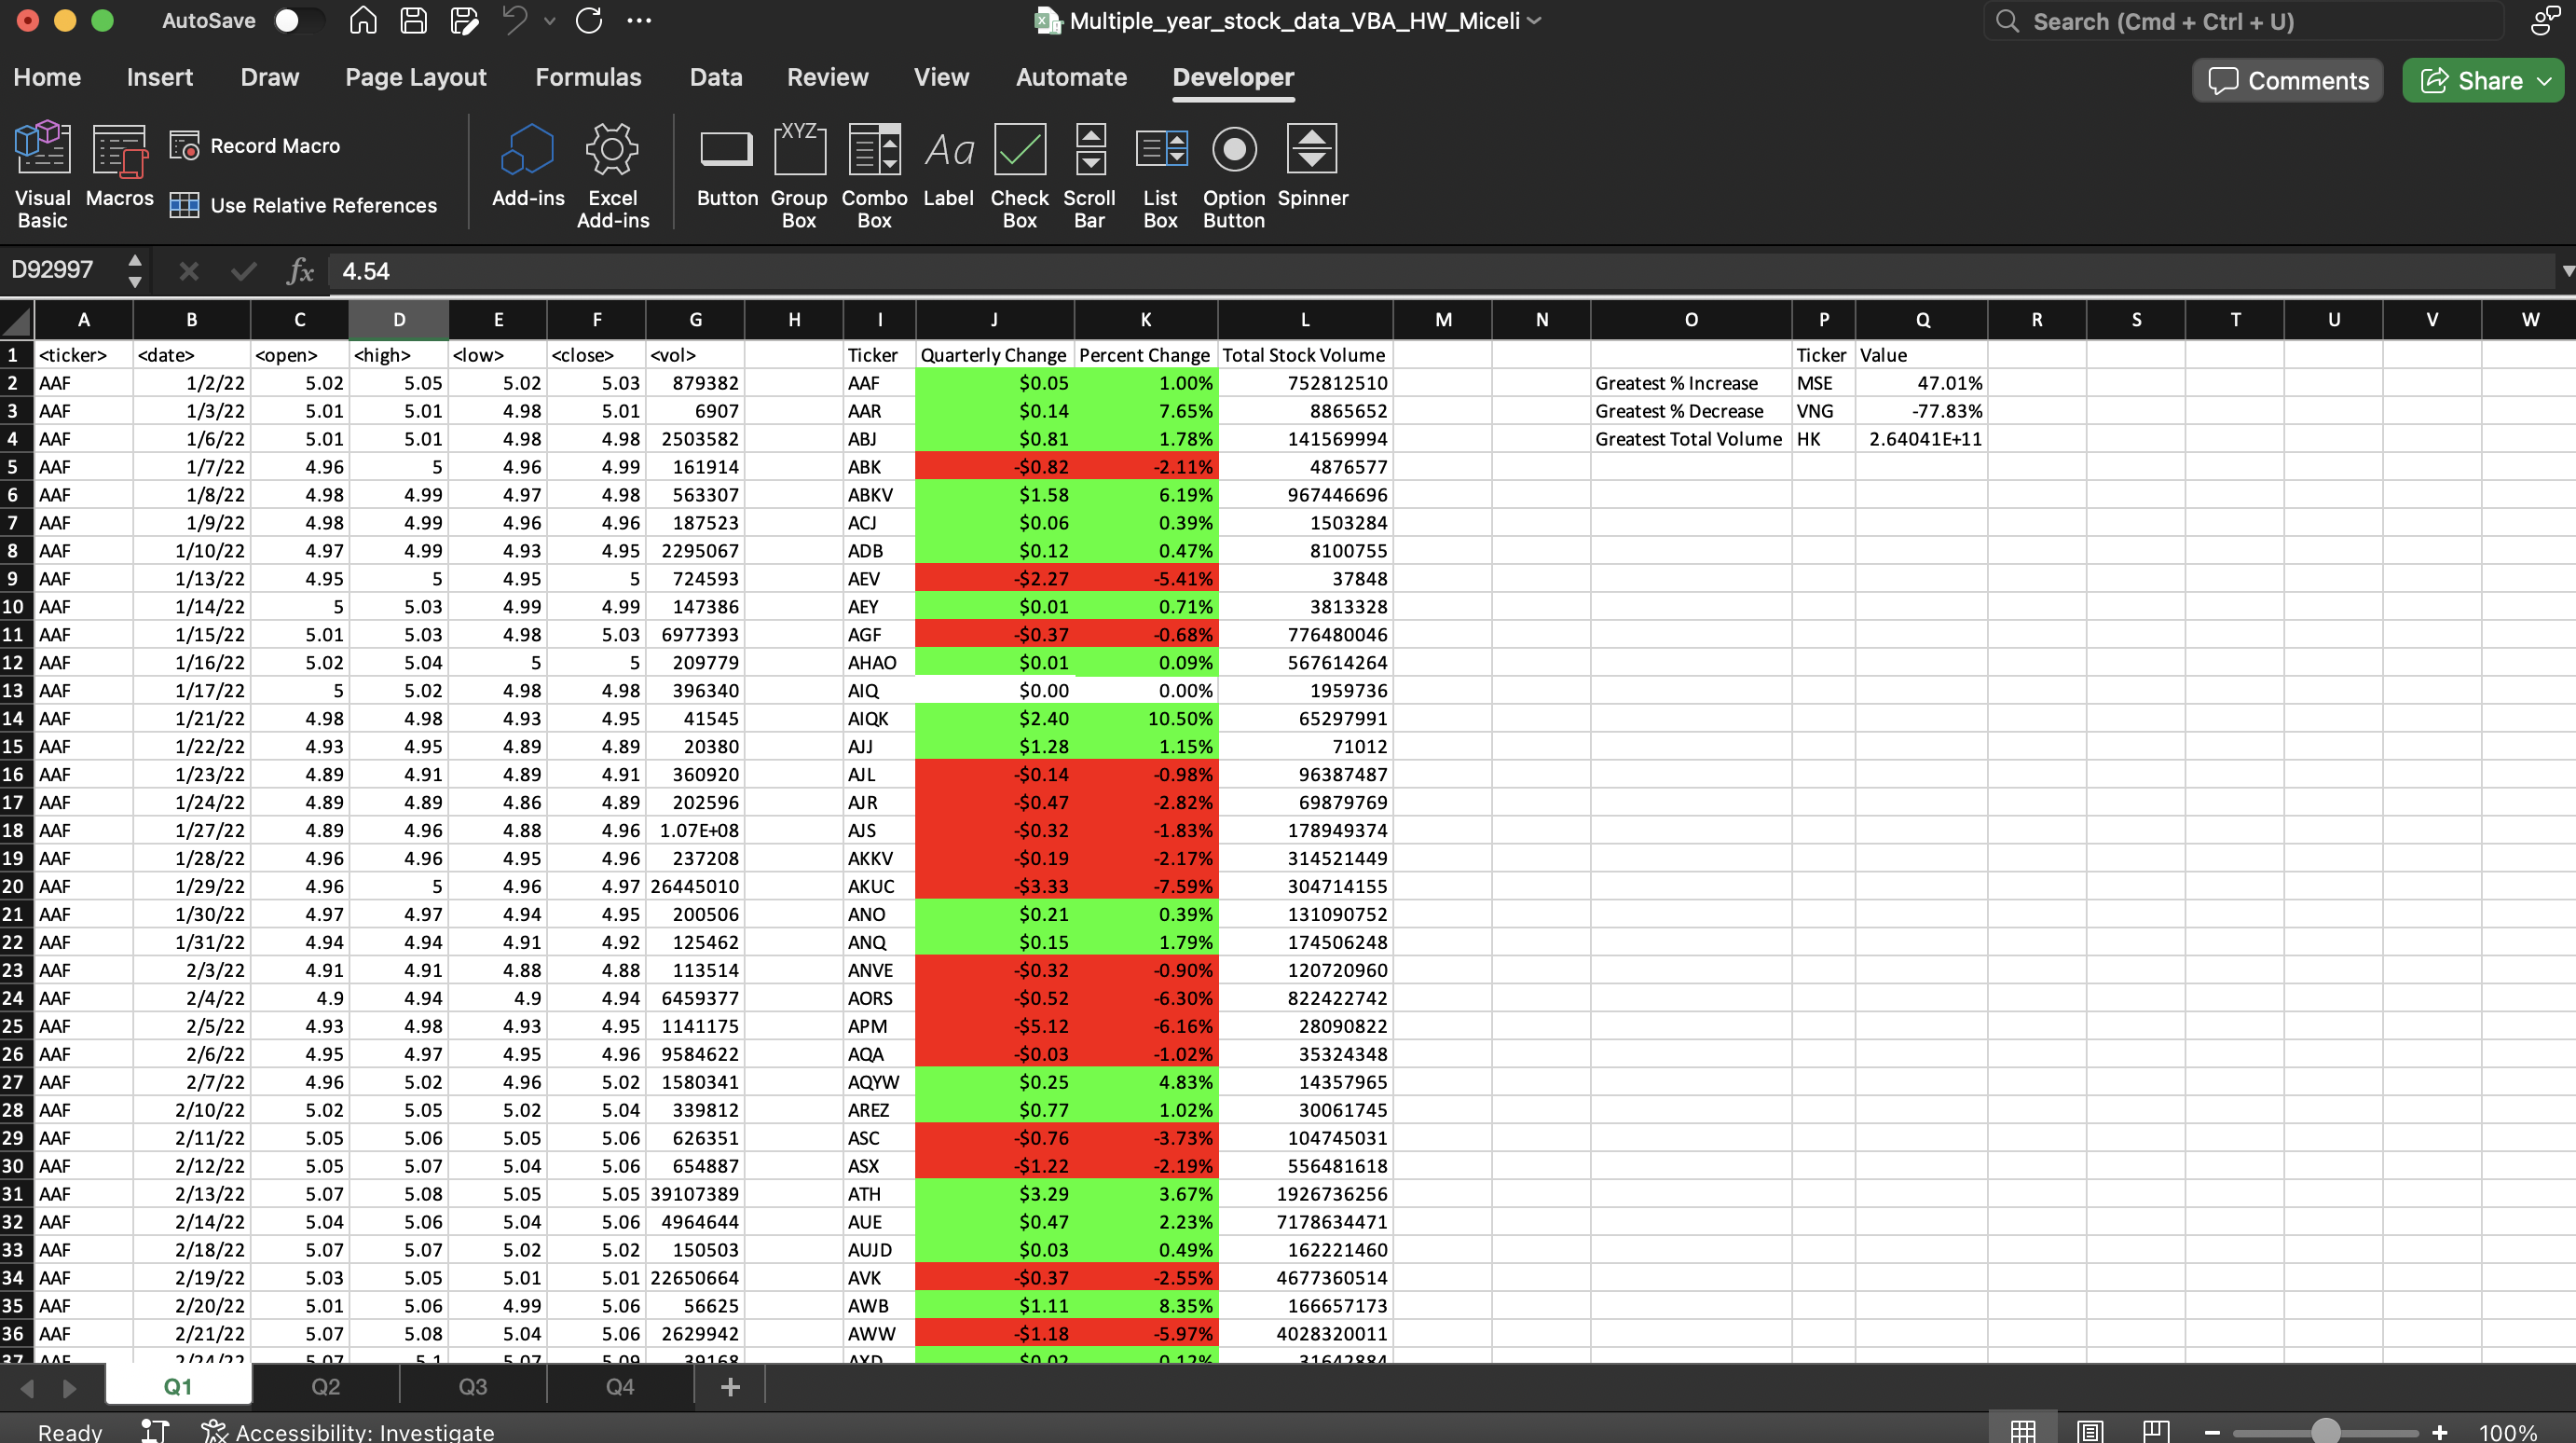 AutoSave Multiple_year_stock_data_VBA_HW_Miceli Search (Cmd + Ctrl + U)
Home Insert Draw Page Layout Formulas Data Review View Automate Developer Comments Share
Visual Basic Macros Record Macro Use Relative References Add-ins Excel Add-ins Button Group Box Combo Box Label Check Box Scroll Bar List Box Option Button Spinner
XYZ Aa
D92997 fx 4.54
A B C D E F G H I J K L M N O P Q R S T U V W
1 <ticker> <date> <open> <high> <low> <close> <vol> Ticker Quarterly Change Percent Change Total Stock Volume Ticker Value
2 AAF 1/2/22 5.02 5.05 5.02 5.03 879382 AAF $0.05 1.00% 752812510 Greatest % Increase MSE 47.01%
3 AAF 1/3/22 5.01 5.01 4.98 5.01 6907 AAR $0.14 7.65% 8865652 Greatest % Decrease VNG -77.83%
4 AAF 1/6/22 5.01 5.01 4.98 4.98 2503582 ABJ $0.81 1.78% 141569994 Greatest Total Volume HK 2.64041E+11
5 AAF 1/7/22 4.96 5 4.96 4.99 161914 ABK -$0.82 -2.11% 4876577
6 AAF 1/8/22 4.98 4.99 4.97 4.98 563307 ABKV $1.58 6.19% 967446696
7 AAF 1/9/22 4.98 4.99 4.96 4.96 187523 ACJ $0.06 0.39% 1503284
8 AAF 1/10/22 4.97 4.99 4.93 4.95 2295067 ADB $0.12 0.47% 8100755
9 AAF 1/13/22 4.95 5 4.95 5 724593 AEV -$2.27 -5.41% 37848
10 AAF 1/14/22 5 5.03 4.99 4.99 147386 AEY $0.01 0.71% 3813328
11 AAF 1/15/22 5.01 5.03 4.98 5.03 6977393 AGF -$0.37 -0.68% 776480046
12 AAF 1/16/22 5.02 5.04 5 5 209779 AHAO $0.01 0.09% 567614264
13 AAF 1/17/22 5 5.02 4.98 4.98 396340 AIQ $0.00 0.00% 1959736
14 AAF 1/21/22 4.98 4.98 4.93 4.95 41545 AIQK $2.40 10.50% 65297991
15 AAF 1/22/22 4.93 4.95 4.89 4.89 20380 AJJ $1.28 1.15% 71012
16 AAF 1/23/22 4.89 4.91 4.89 4.91 360920 AJL -$0.14 -0.98% 96387487
17 AAF 1/24/22 4.89 4.89 4.86 4.89 202596 AJR -$0.47 -2.82% 69879769
18 AAF 1/27/22 4.89 4.96 4.88 4.96 1.07E+08 AJS -$0.32 -1.83% 178949374
19 AAF 1/28/22 4.96 4.96 4.95 4.96 237208 AKKV -$0.19 -2.17% 314521449
20 AAF 1/29/22 4.96 5 4.96 4.97 26445010 AKUC -$3.33 -7.59% 304714155
21 AAF 1/30/22 4.97 4.97 4.94 4.95 200506 ANO $0.21 0.39% 131090752
22 AAF 1/31/22 4.94 4.94 4.91 4.92 125462 ANQ $0.15 1.79% 174506248
23 AAF 2/3/22 4.91 4.91 4.88 4.88 113514 ANVE -$0.32 -0.90% 120720960
24 AAF 2/4/22 4.9 4.94 4.9 4.94 6459377 AORS -$0.52 -6.30% 822422742
25 AAF 2/5/22 4.93 4.98 4.93 4.95 1141175 APM -$5.12 -6.16% 28090822
26 AAF 2/6/22 4.95 4.97 4.95 4.96 9584622 AQA -$0.03 -1.02% 35324348
27 AAF 2/7/22 4.96 5.02 4.96 5.02 1580341 AQYW $0.25 4.83% 14357965
28 AAF 2/10/22 5.02 5.05 5.02 5.04 339812 AREZ $0.77 1.02% 30061745
29 AAF 2/11/22 5.05 5.06 5.05 5.06 626351 ASC -$0.76 -3.73% 104745031
30 AAF 2/12/22 5.05 5.07 5.04 5.06 654887 ASX -$1.22 -2.19% 556481618
31 AAF 2/13/22 5.07 5.08 5.05 5.05 39107389 ATH $3.29 3.67% 1926736256
32 AAF 2/14/22 5.04 5.06 5.04 5.06 4964644 AUE $0.47 2.23% 7178634471
33 AAF 2/18/22 5.07 5.07 5.02 5.02 150503 AUJD $0.03 0.49% 162221460
34 AAF 2/19/22 5.03 5.05 5.01 5.01 22650664 AVK -$0.37 -2.55% 4677360514
35 AAF 2/20/22 5.01 5.06 4.99 5.06 56625 AWB $1.11 8.35% 166657173
36 AAF 2/21/22 5.07 5.08 5.04 5.06 2629942 AWW -$1.18 -5.97% 4028320011
37 AAF 2/24/22 5.07 5.1 5.07 5.09 39168 AXD $0.02 0.12% 31642884
Q1 Q2 Q3 Q4
Ready Accessibility: Investigate 100%